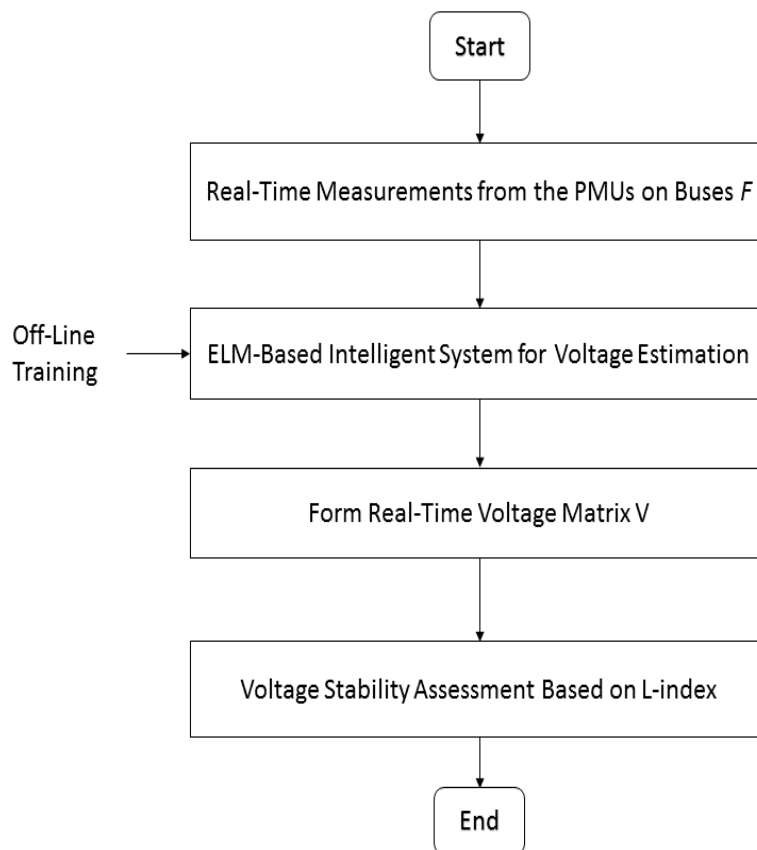 Start
Real-Time Measurements from the PMUs on Buses F
Off-Line
Training
ELM-Based Intelligent System for Voltage Estimation
Form Real-Time Voltage Matrix V
Voltage Stability Assessment Based on L-index
End